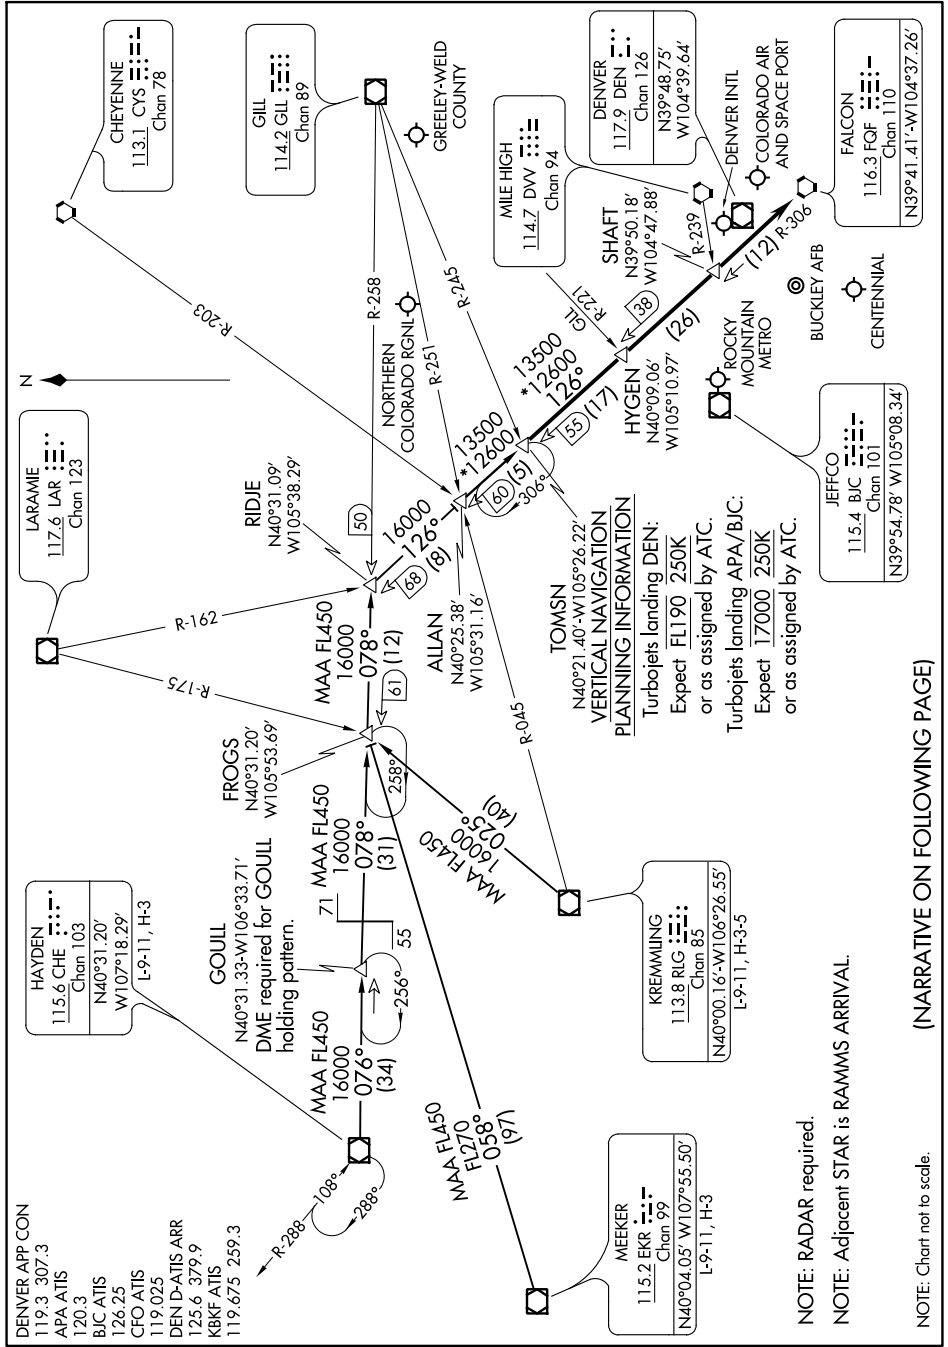 DENVER APP CON
119.3 307.3
APA ATIS
120.3
BJC ATIS
126.25
CFO ATIS
119.025
DEN D-ATIS ARR
125.6 379.9
KBKF ATIS
119.675 259.3
HAYDEN
115.6 CHE
Chan 103
N40°31.20′
W107°18.29′
L-9-11, H-3
R-288
108°
288°
MAA FL450
16000
076°
(34)
GOULL
N40°31.33-W106°33.71′
DME required for GOULL
holding pattern.
71
55
256°
MAA FL450
16000
078°
(31)
FROGS
N40°31.20′
W105°53.69′
258°
61
MAA FL450
16000
078°
(12)
LARAMIE
117.6 LAR
Chan 123
R-175
R-162
RIDJE
N40°31.09′
W105°38.29′
50
68
16000
126°
(8)
N
CHEYENNE
113.1 CYS
Chan 78
R-203
GILL
114.2 GLL
Chan 89
R-258
R-251
R-245
GREELEY-WELD
COUNTY
NORTHERN
COLORADO RGNL
ALLAN
N40°25.38′
W105°31.16′
60
13500
*12600
(5)
306°
TOMSN
N40°21.40′-W105°26.22′
55
13500
*12600
126°
(17)
MILE HIGH
114.7 DVV
Chan 94
GIL
R-221
HYGEN
N40°09.06′
W105°10.97′
38
(26)
SHAFT
N39°50.18′
W104°47.88′
R-239
(12)
R-306
DENVER
117.9 DEN
Chan 126
N39°48.75′
W104°39.64′
DENVER INTL
COLORADO AIR
AND SPACE PORT
FALCON
116.3 FQF
Chan 110
N39°41.41′-W104°37.26′
BUCKLEY AFB
CENTENNIAL
ROCKY
MOUNTAIN
METRO
JEFFCO
115.4 BJC
Chan 101
N39°54.78′ W105°08.34′
VERTICAL NAVIGATION
PLANNING INFORMATION
Turbojets landing DEN:
Expect FL190 250K
or as assigned by ATC.
Turbojets landing APA/BJC:
Expect 17000 250K
or as assigned by ATC.
R-045
MAA FL450
16000
025°
(40)
KREMMLING
113.8 RLG
Chan 85
N40°00.16′-W106°26.55′
L-9-11, H-3-5
MAA FL450
FL270
058°
(97)
MEEKER
115.2 EKR
Chan 99
N40°04.05′ W107°55.50′
L-9-11, H-3
NOTE: RADAR required.
NOTE: Adjacent STAR is RAMMS ARRIVAL.
NOTE: Chart not to scale.
(NARRATIVE ON FOLLOWING PAGE)